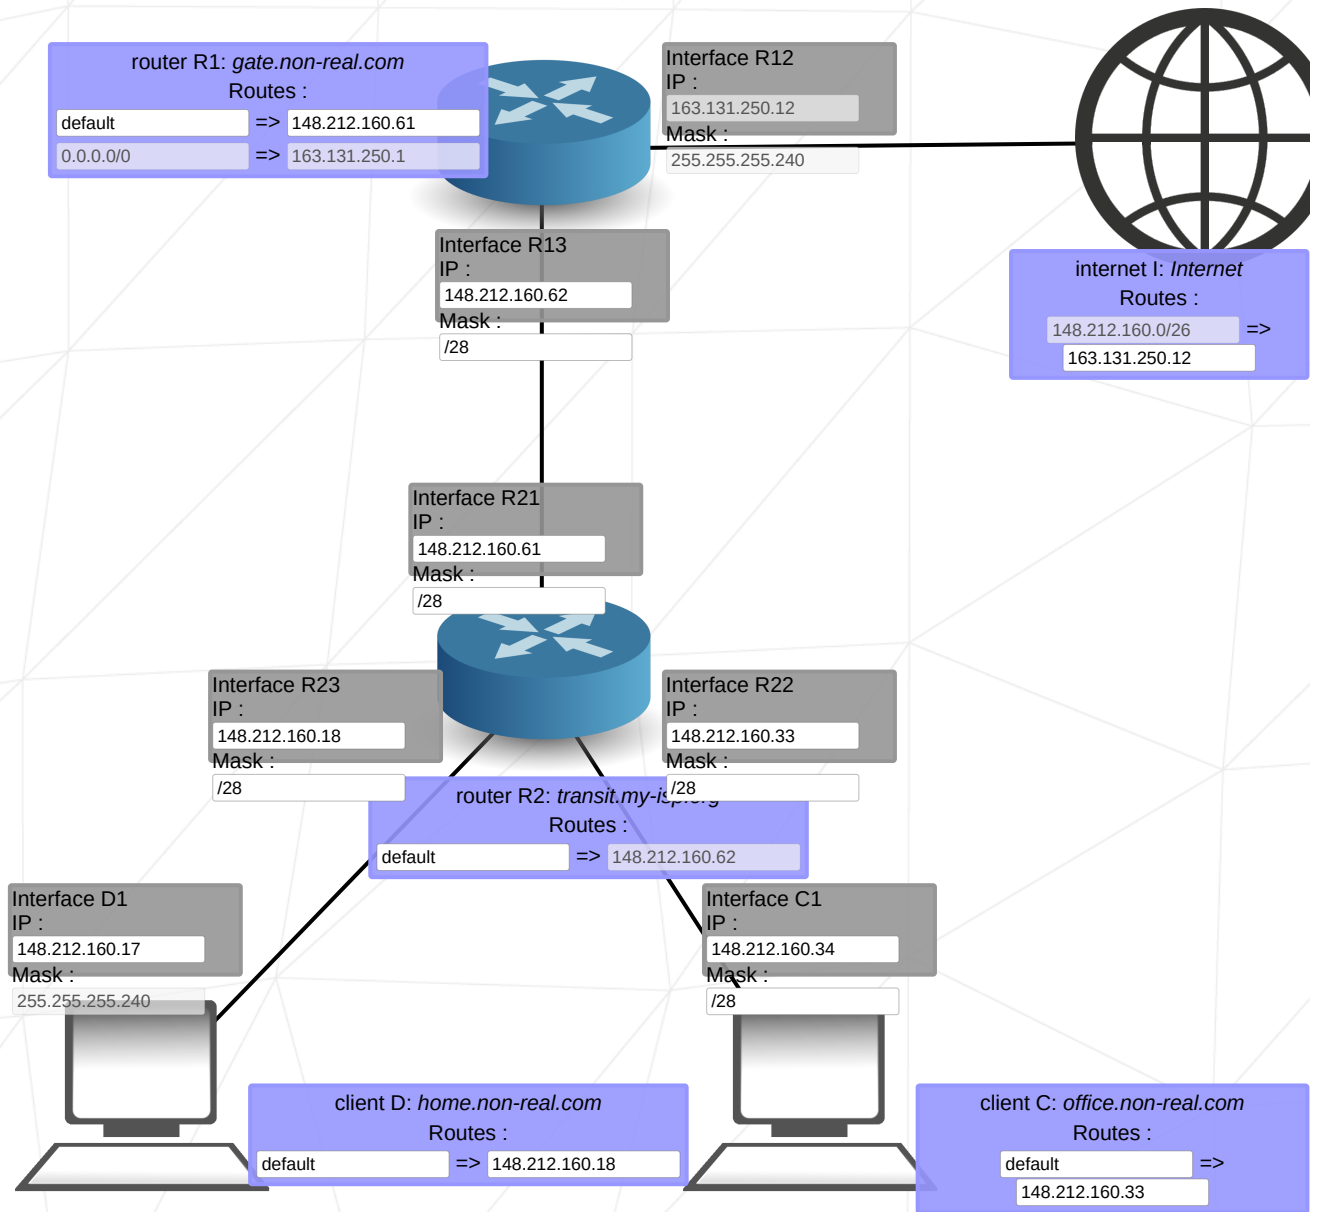 router R1: gate.non-real.com
Routes :
default => 148.212.160.61
0.0.0.0/0 => 163.131.250.1
Interface R12
IP :
163.131.250.12
Mask :
255.255.255.240
Interface R13
IP :
148.212.160.62
Mask :
/28
internet I: Internet
Routes :
148.212.160.0/26 =>
163.131.250.12
Interface R21
IP :
148.212.160.61
Mask :
/28
Interface R23
IP :
148.212.160.18
Mask :
/28
Interface R22
IP :
148.212.160.33
Mask :
/28
router R2: transit.my-isp.org
Routes :
default => 148.212.160.62
Interface D1
IP :
148.212.160.17
Mask :
255.255.255.240
Interface C1
IP :
148.212.160.34
Mask :
/28
client D: home.non-real.com
Routes :
default => 148.212.160.18
client C: office.non-real.com
Routes :
default =>
148.212.160.33